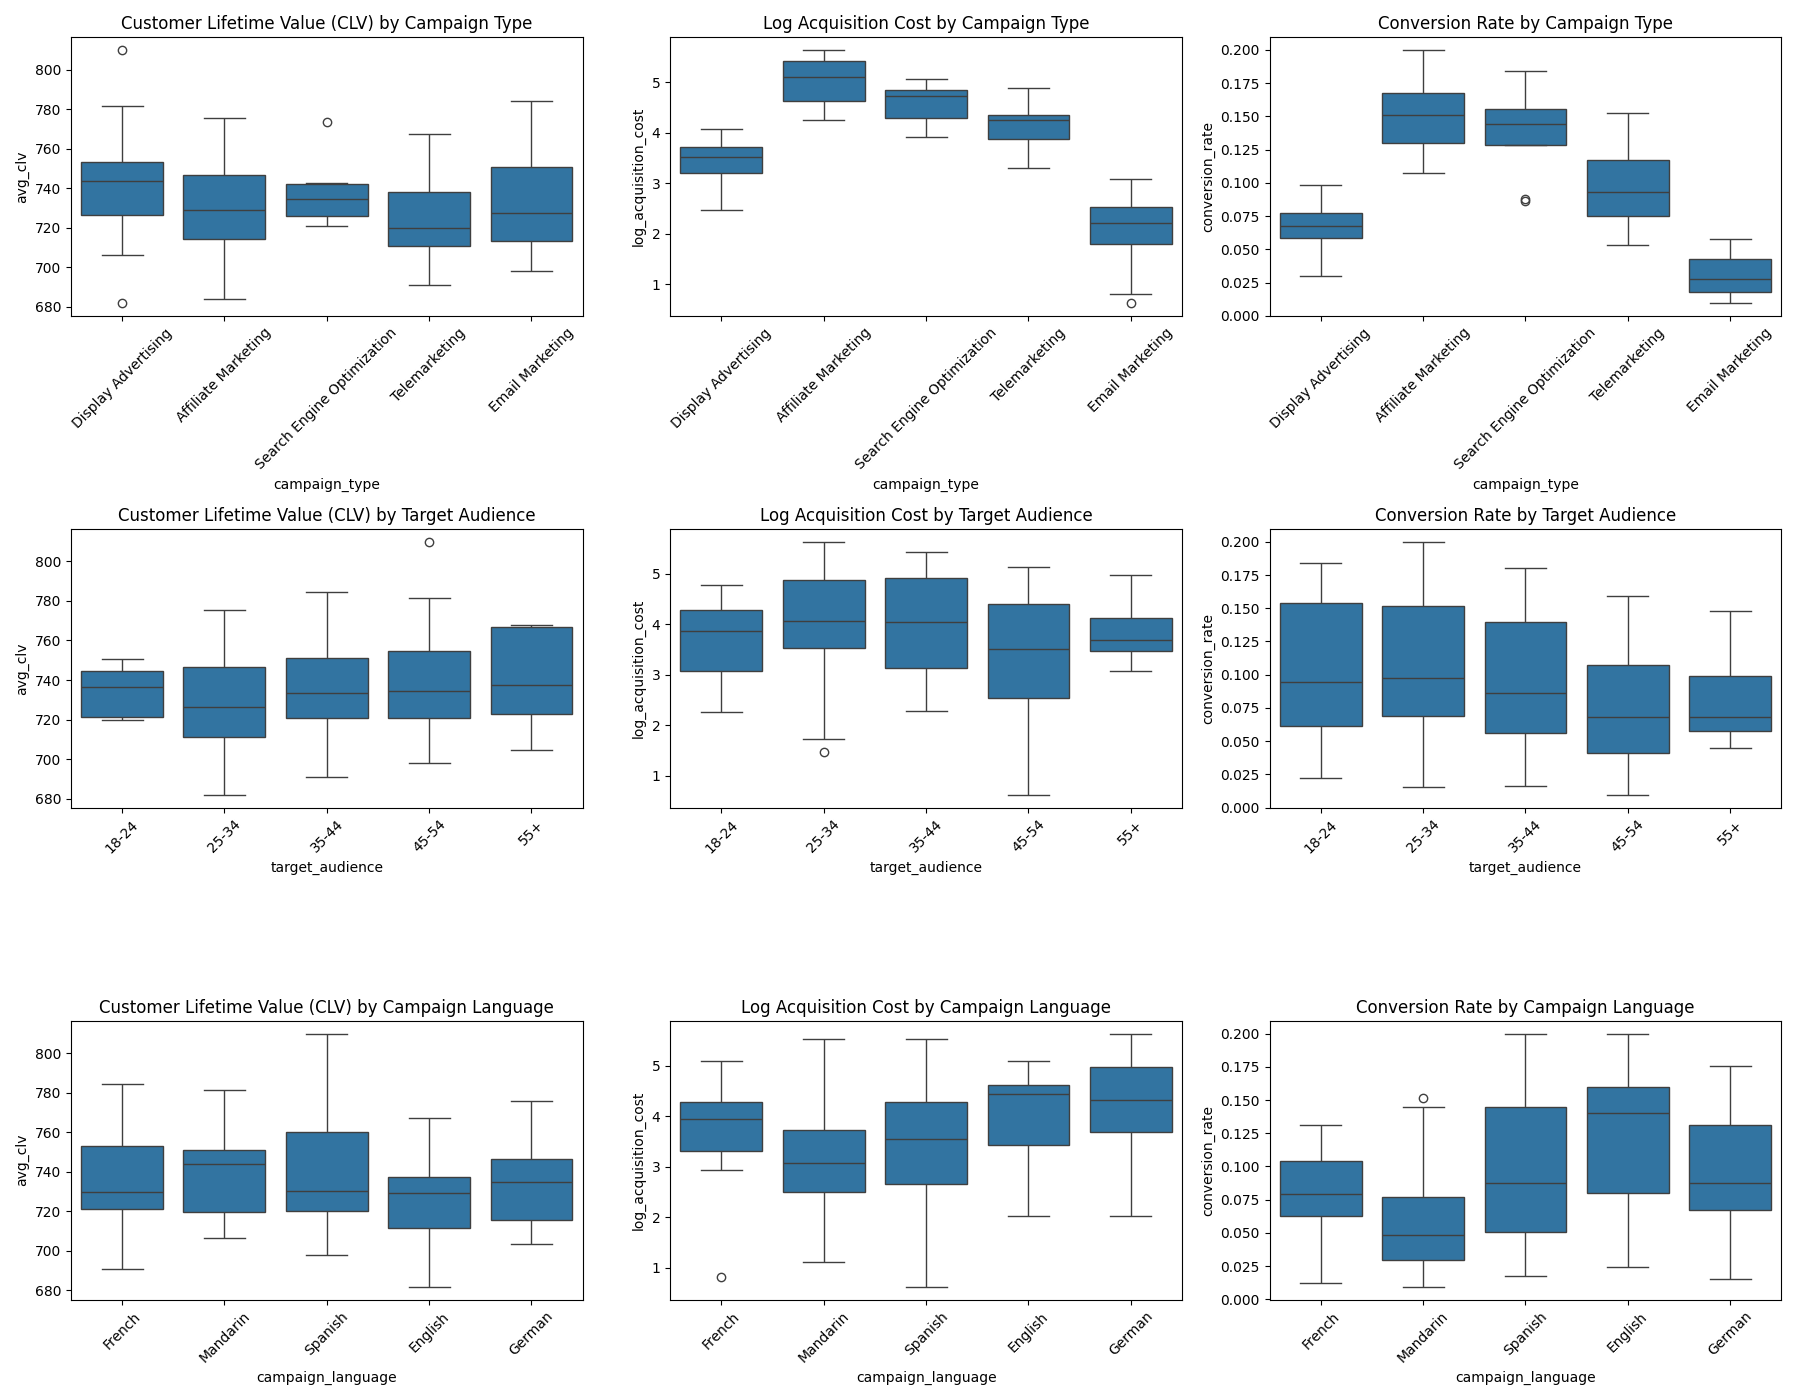 Customer Lifetime Value (CLV) by Campaign Type
avg_clv
800
780
760
740
720
700
680
Display Advertising
Affiliate Marketing
Search Engine Optimization
Telemarketing
Email Marketing
campaign_type
Log Acquisition Cost by Campaign Type
log_acquisition_cost
5
4
3
2
1
Display Advertising
Affiliate Marketing
Search Engine Optimization
Telemarketing
Email Marketing
campaign_type
Conversion Rate by Campaign Type
conversion_rate
0.200
0.175
0.150
0.125
0.100
0.075
0.050
0.025
0.000
Display Advertising
Affiliate Marketing
Search Engine Optimization
Telemarketing
Email Marketing
campaign_type
Customer Lifetime Value (CLV) by Target Audience
avg_clv
800
780
760
740
720
700
680
18-24
25-34
35-44
45-54
55+
target_audience
Log Acquisition Cost by Target Audience
log_acquisition_cost
5
4
3
2
1
18-24
25-34
35-44
45-54
55+
target_audience
Conversion Rate by Target Audience
conversion_rate
0.200
0.175
0.150
0.125
0.100
0.075
0.050
0.025
0.000
18-24
25-34
35-44
45-54
55+
target_audience
Customer Lifetime Value (CLV) by Campaign Language
avg_clv
800
780
760
740
720
700
680
French
Mandarin
Spanish
English
German
campaign_language
Log Acquisition Cost by Campaign Language
log_acquisition_cost
5
4
3
2
1
French
Mandarin
Spanish
English
German
campaign_language
Conversion Rate by Campaign Language
conversion_rate
0.200
0.175
0.150
0.125
0.100
0.075
0.050
0.025
0.000
French
Mandarin
Spanish
English
German
campaign_language